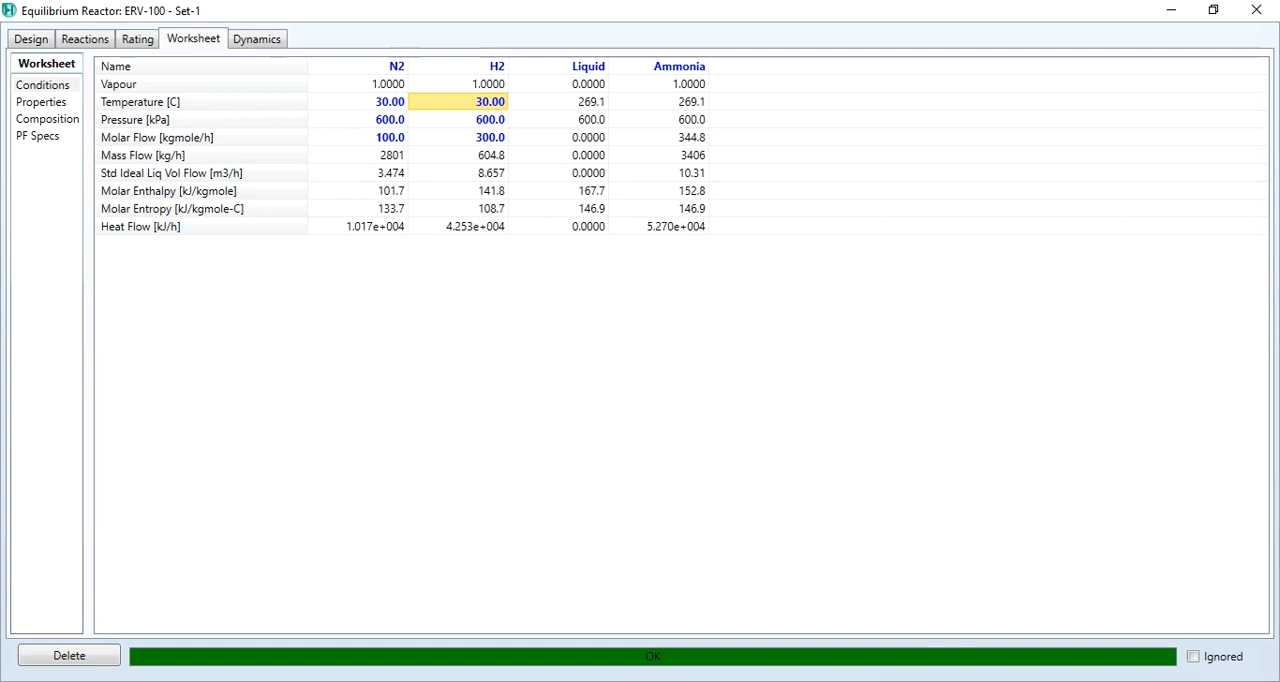 Equilibrium Reactor: ERV-100 - Set-1
Design Reactions Rating Worksheet Dynamics
Worksheet
Conditions
Properties
Composition
PF Specs
Name N2 H2 Liquid Ammonia
Vapour 1.0000 1.0000 0.0000 1.0000
Temperature [C] 30.00 30.00 269.1 269.1
Pressure [kPa] 600.0 600.0 600.0 600.0
Molar Flow [kgmole/h] 100.0 300.0 0.0000 344.8
Mass Flow [kg/h] 2801 604.8 0.0000 3406
Std Ideal Liq Vol Flow [m3/h] 3.474 8.657 0.0000 10.31
Molar Enthalpy [kJ/kgmole] 101.7 141.8 167.7 152.8
Molar Entropy [kJ/kgmole-C] 133.7 108.7 146.9 146.9
Heat Flow [kJ/h] 1.017e+004 4.253e+004 0.0000 5.270e+004
Delete OK Ignored